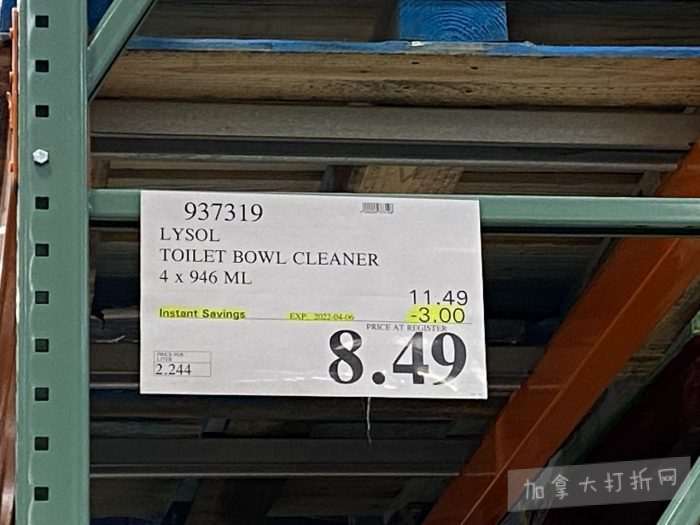 937319
LYSOL
TOILET BOWL CLEANER
4 x 946 ML
11.49
Instant Savings EXP. 2022-04-06 -3.00
PRICE AT REGISTER
8.49
PRICE PER
LITER
2.244
加拿大打折网